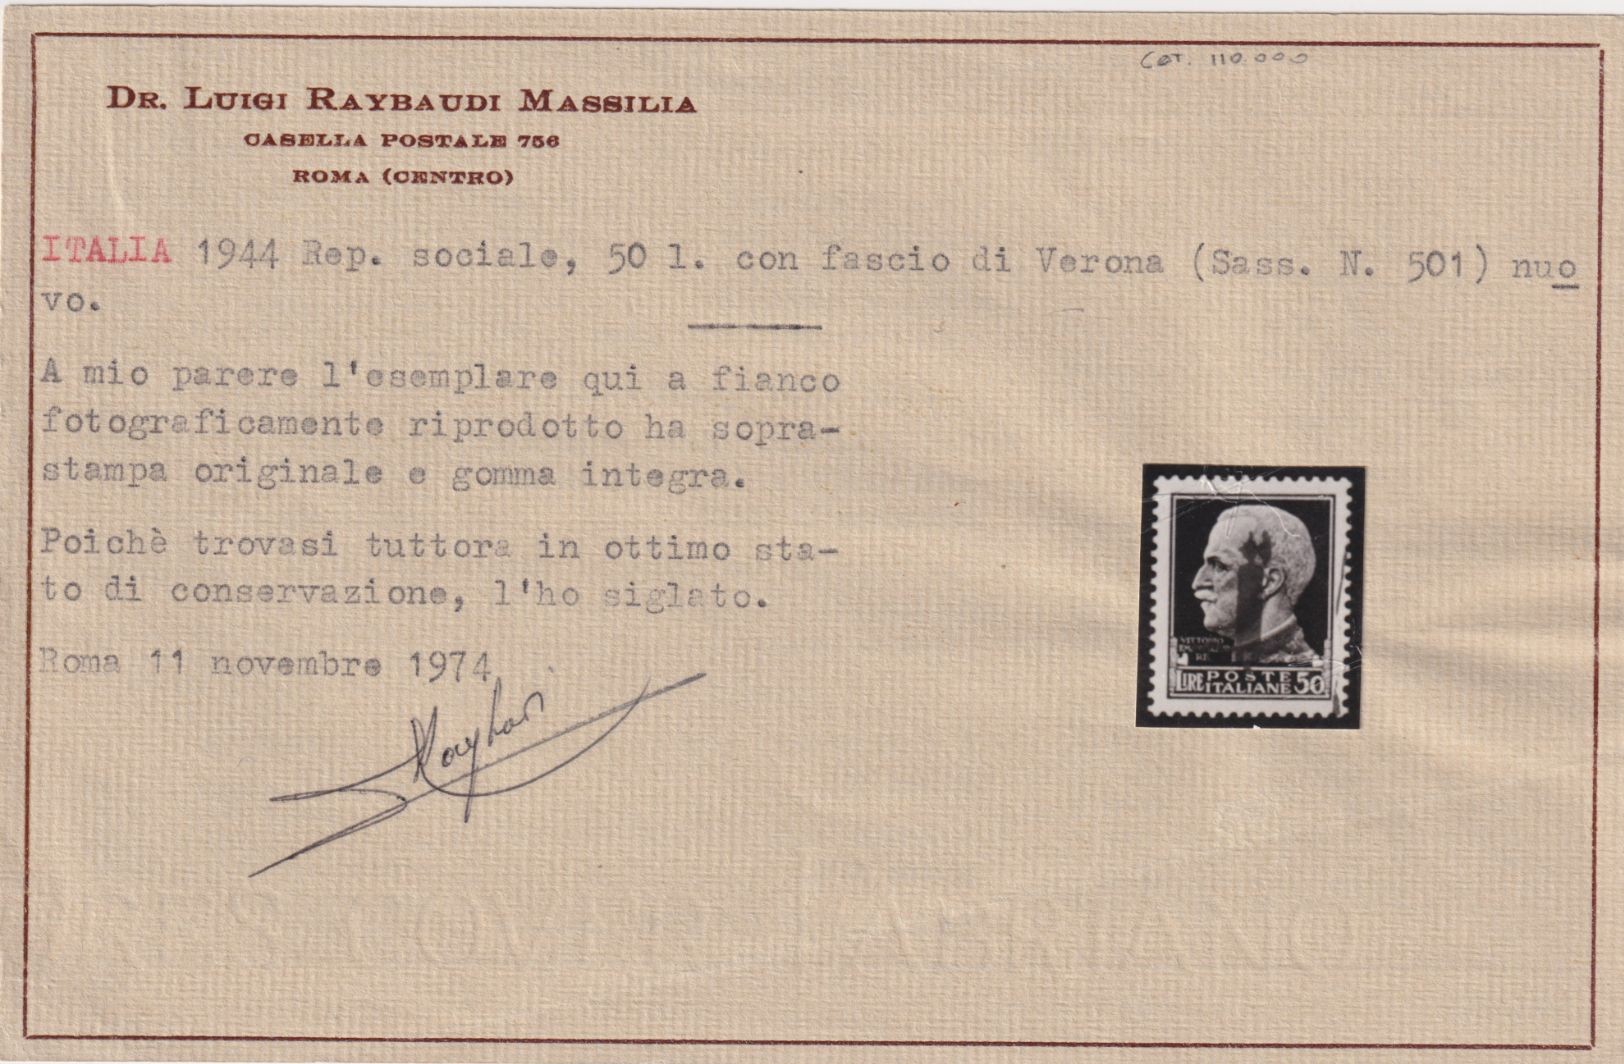 Cat. 110.000
DR. LUIGI RAYBAUDI MASSILIA
CASELLA POSTALE 756
ROMA (CENTRO)
ITALIA 1944 Rep. sociale, 50 l. con fascio di Verona (Sass. N. 501) nuo
vo.
A mio parere l'esemplare qui a fianco
fotograficamente riprodotto ha sopra-
stampa originale e gomma integra.
Poichè trovasi tuttora in ottimo sta-
to di conservazione, l'ho siglato.
Roma 11 novembre 1974
VITTORIO
RE
LIRE POSTE ITALIANE 50